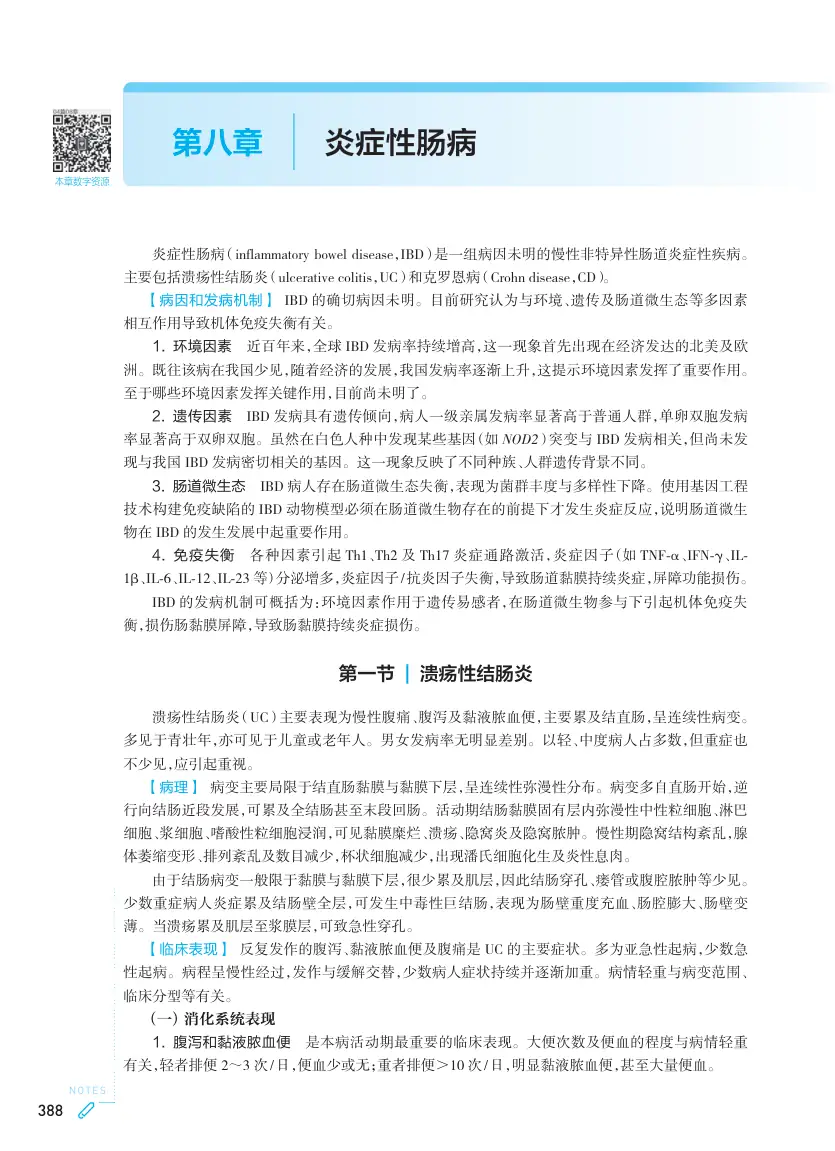 04篇08章
本章数字资源
第八章
炎症性肠病
炎症性肠病(inflammatory bowel disease,IBD)是一组病因未明的慢性非特异性肠道炎症性疾病。
主要包括溃疡性结肠炎(ulcerative colitis,UC)和克罗恩病(Crohn disease,CD)。
【病因和发病机制】 IBD 的确切病因未明。目前研究认为与环境、遗传及肠道微生态等多因素
相互作用导致机体免疫失衡有关。
1. 环境因素 近百年来,全球 IBD 发病率持续增高,这一现象首先出现在经济发达的北美及欧
洲。既往该病在我国少见,随着经济的发展,我国发病率逐渐上升,这提示环境因素发挥了重要作用。
至于哪些环境因素发挥关键作用,目前尚未明了。
2. 遗传因素 IBD 发病具有遗传倾向,病人一级亲属发病率显著高于普通人群,单卵双胞发病
率显著高于双卵双胞。虽然在白色人种中发现某些基因(如 NOD2)突变与 IBD 发病相关,但尚未发
现与我国 IBD 发病密切相关的基因。这一现象反映了不同种族、人群遗传背景不同。
3. 肠道微生态 IBD 病人存在肠道微生态失衡,表现为菌群丰度与多样性下降。使用基因工程
技术构建免疫缺陷的 IBD 动物模型必须在肠道微生物存在的前提下才发生炎症反应,说明肠道微生
物在 IBD 的发生发展中起重要作用。
4. 免疫失衡 各种因素引起 Th1、Th2 及 Th17 炎症通路激活,炎症因子(如 TNF-α、IFN-γ、IL-
1β、IL-6、IL-12、IL-23 等)分泌增多,炎症因子/抗炎因子失衡,导致肠道黏膜持续炎症,屏障功能损伤。
IBD 的发病机制可概括为:环境因素作用于遗传易感者,在肠道微生物参与下引起机体免疫失
衡,损伤肠黏膜屏障,导致肠黏膜持续炎症损伤。
第一节 | 溃疡性结肠炎
溃疡性结肠炎(UC)主要表现为慢性腹痛、腹泻及黏液脓血便,主要累及结直肠,呈连续性病变。
多见于青壮年,亦可见于儿童或老年人。男女发病率无明显差别。以轻、中度病人占多数,但重症也
不少见,应引起重视。
【病理】 病变主要局限于结直肠黏膜与黏膜下层,呈连续性弥漫性分布。病变多自直肠开始,逆
行向结肠近段发展,可累及全结肠甚至末段回肠。活动期结肠黏膜固有层内弥漫性中性粒细胞、淋巴
细胞、浆细胞、嗜酸性粒细胞浸润,可见黏膜糜烂、溃疡、隐窝炎及隐窝脓肿。慢性期隐窝结构紊乱,腺
体萎缩变形、排列紊乱及数目减少,杯状细胞减少,出现潘氏细胞化生及炎性息肉。
由于结肠病变一般限于黏膜与黏膜下层,很少累及肌层,因此结肠穿孔、瘘管或腹腔脓肿等少见。
少数重症病人炎症累及结肠壁全层,可发生中毒性巨结肠,表现为肠壁重度充血、肠腔膨大、肠壁变
薄。当溃疡累及肌层至浆膜层,可致急性穿孔。
【临床表现】 反复发作的腹泻、黏液脓血便及腹痛是 UC 的主要症状。多为亚急性起病,少数急
性起病。病程呈慢性经过,发作与缓解交替,少数病人症状持续并逐渐加重。病情轻重与病变范围、
临床分型等有关。
(一)消化系统表现
1. 腹泻和黏液脓血便 是本病活动期最重要的临床表现。大便次数及便血的程度与病情轻重
有关,轻者排便 2～3 次/日,便血少或无;重者排便＞10 次/日,明显黏液脓血便,甚至大量便血。
NOTES
388